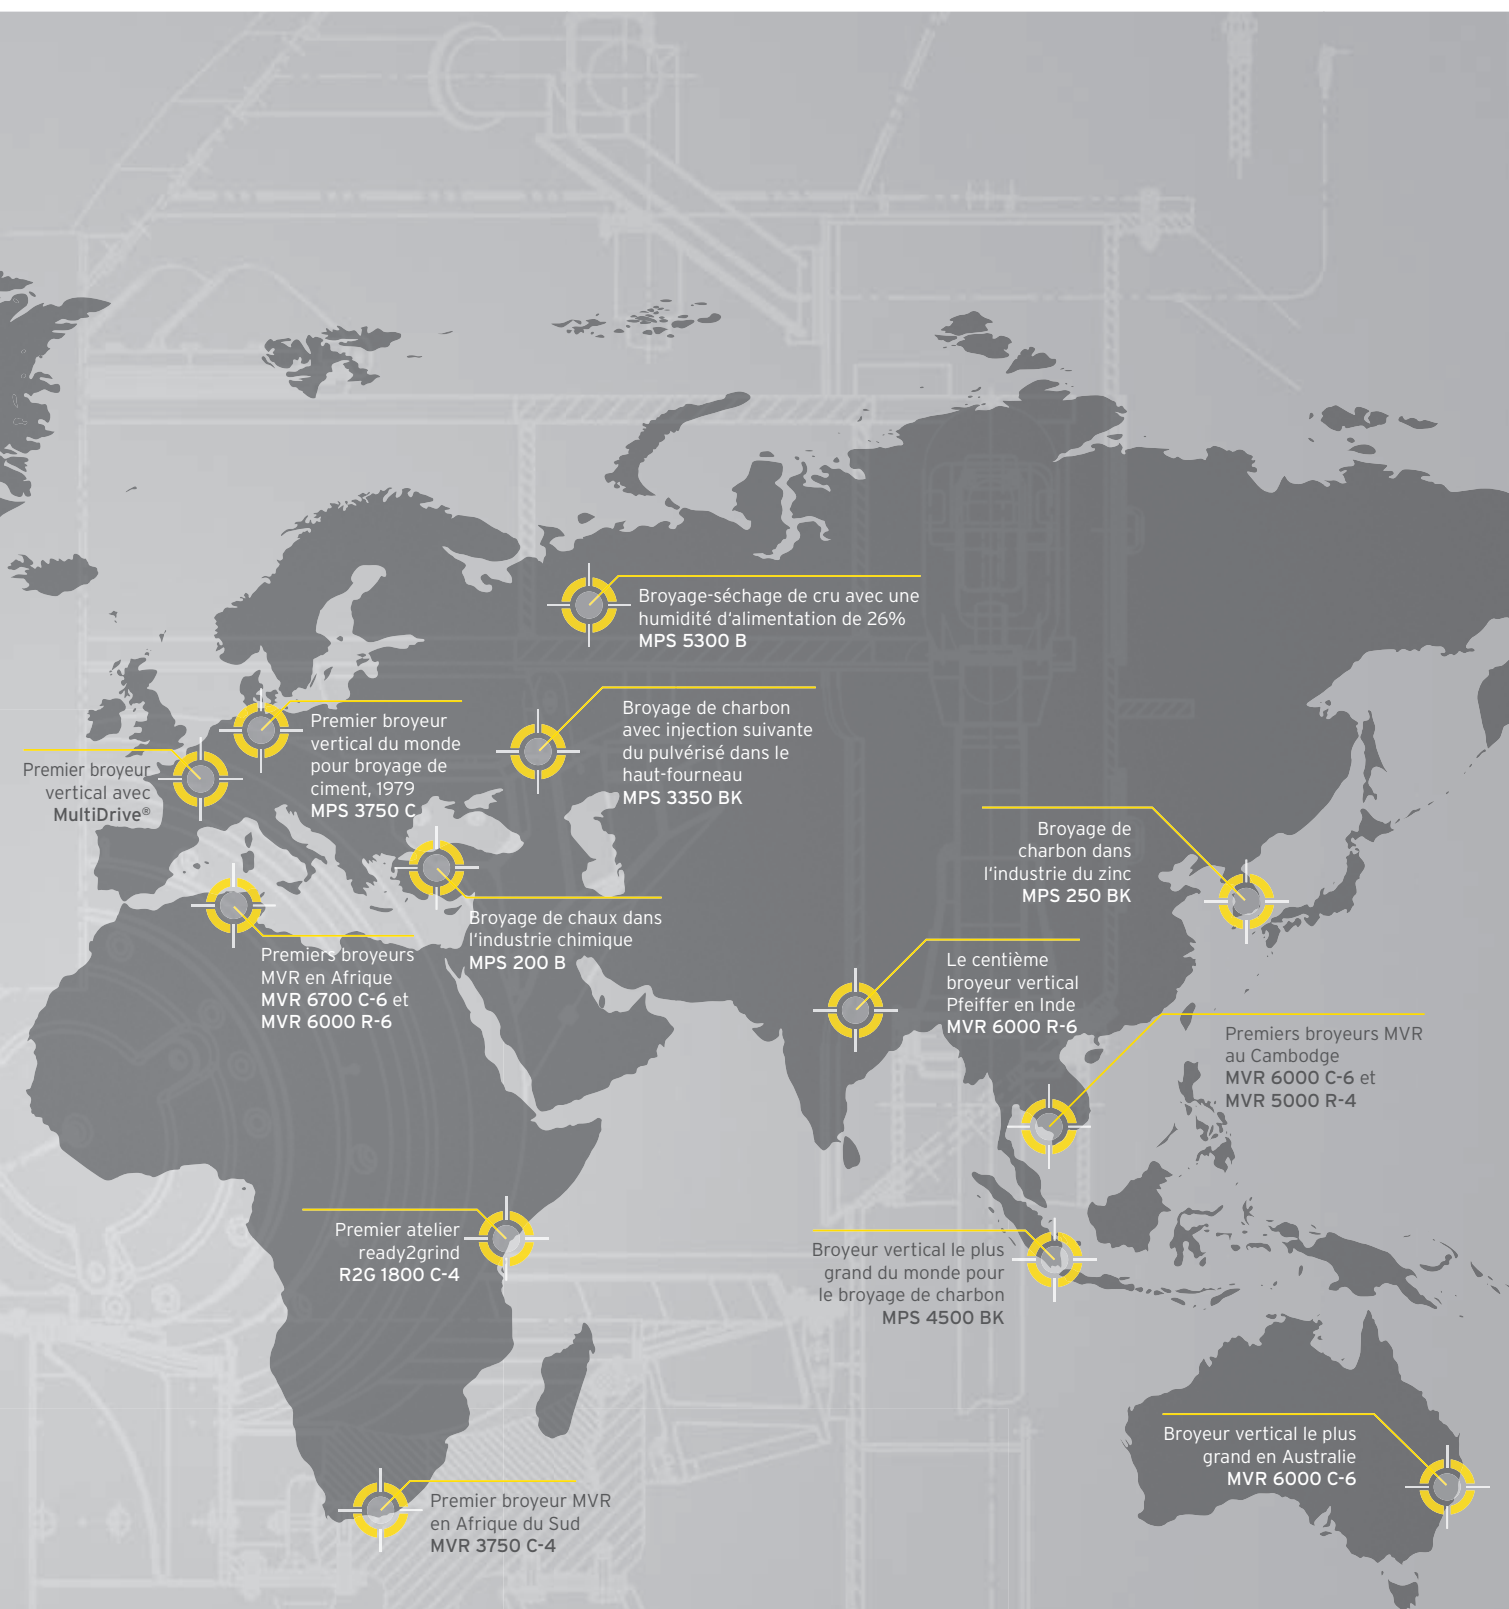 Broyage-séchage de cru avec une
humidité d'alimentation de 26%
MPS 5300 B
Premier broyeur
vertical du monde
pour broyage de
ciment, 1979
MPS 3750 C
Broyage de charbon
avec injection suivante
du pulvérisé dans le
haut-fourneau
MPS 3350 BK
Premier broyeur
vertical avec
MultiDrive®
Broyage de
charbon dans
l'industrie du zinc
MPS 250 BK
Broyage de chaux dans
l'industrie chimique
MPS 200 B
Premiers broyeurs
MVR en Afrique
MVR 6700 C-6 et
MVR 6000 R-6
Le centième
broyeur vertical
Pfeiffer en Inde
MVR 6000 R-6
Premiers broyeurs MVR
au Cambodge
MVR 6000 C-6 et
MVR 5000 R-4
Premier atelier
ready2grind
R2G 1800 C-4
Broyeur vertical le plus
grand du monde pour
le broyage de charbon
MPS 4500 BK
Broyeur vertical le plus
grand en Australie
MVR 6000 C-6
Premier broyeur MVR
en Afrique du Sud
MVR 3750 C-4